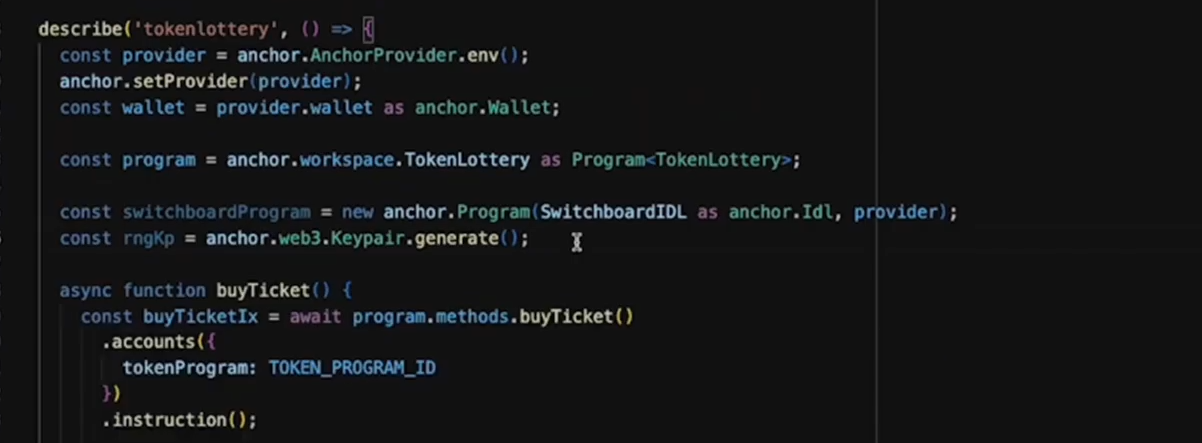 describe('tokenlottery', () => {
const provider = anchor.AnchorProvider.env();
anchor.setProvider(provider);
const wallet = provider.wallet as anchor.Wallet;
const program = anchor.workspace.TokenLottery as Program<TokenLottery>;
const switchboardProgram = new anchor.Program(SwitchboardIDL as anchor.Idl, provider);
const rngKp = anchor.web3.Keypair.generate();
async function buyTicket() {
const buyTicketIx = await program.methods.buyTicket()
.accounts({
tokenProgram: TOKEN_PROGRAM_ID
})
.instruction();